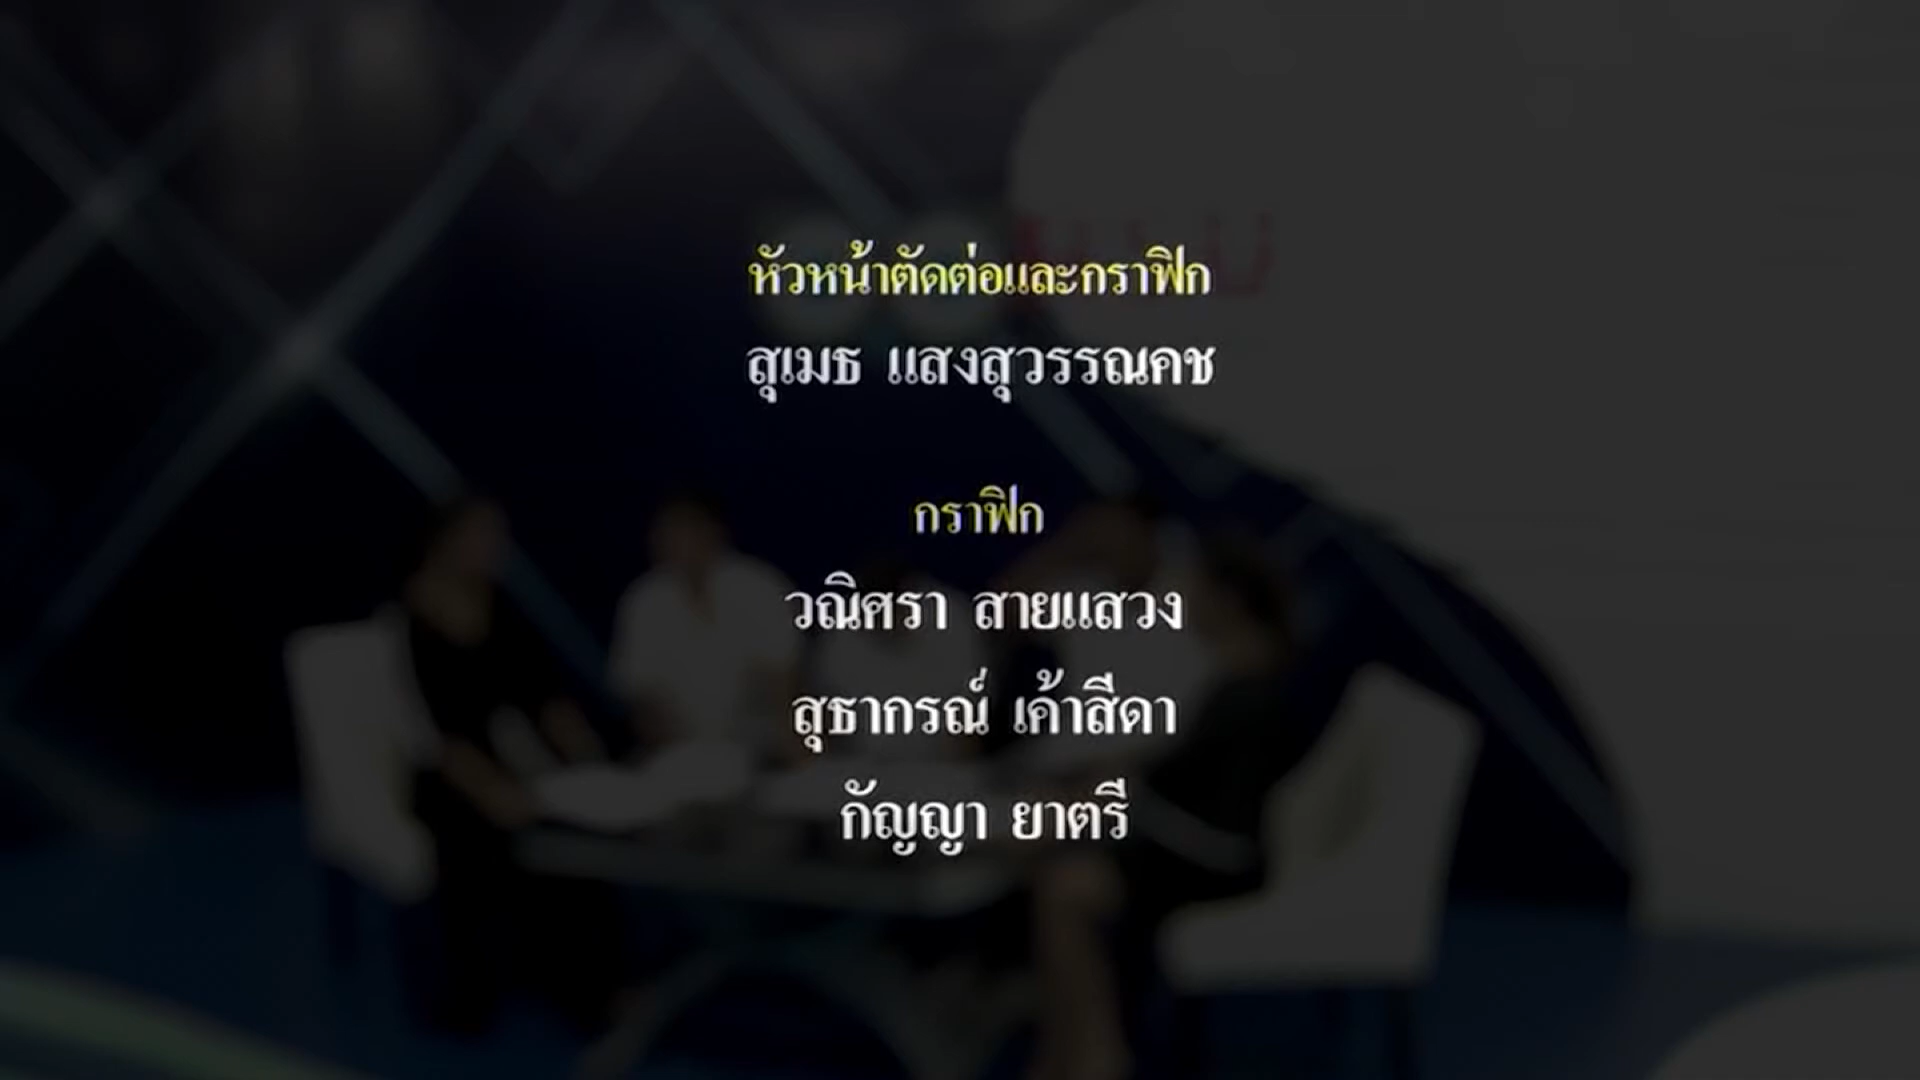 หัวหน้าตัดต่อและกราฟิก
สุเมธ แสงสุวรรณคช
กราฟิก
วณิศรา สายแสวง
สุธากรณ์ เค้าสีดา
กัญญา ยาตรี